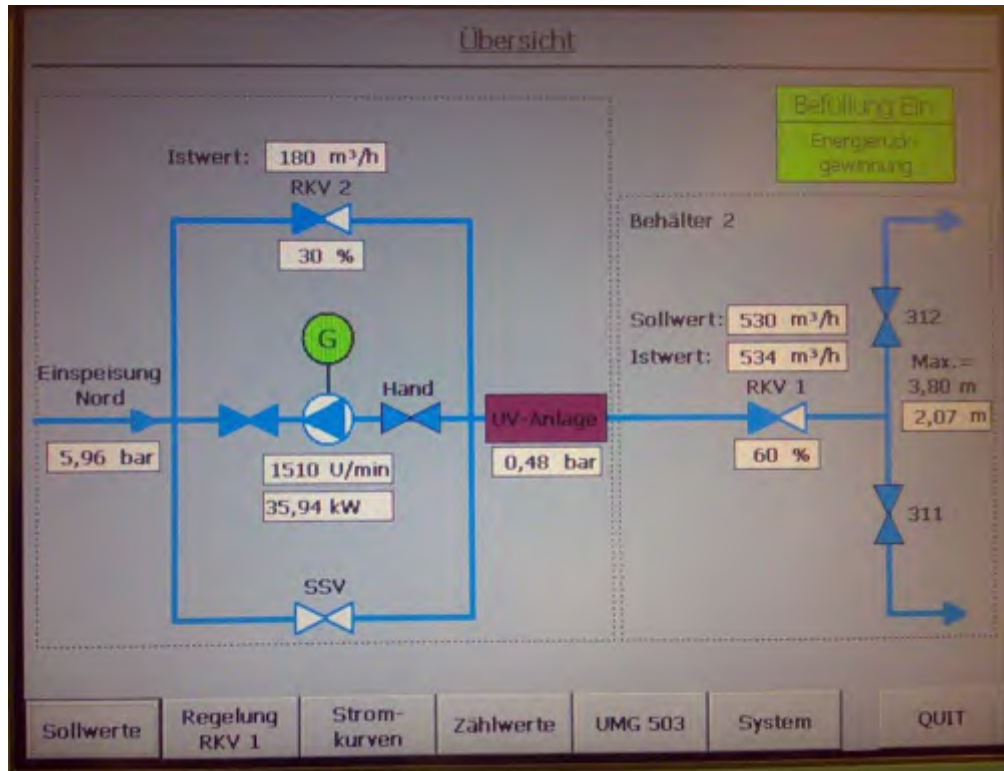 Übersicht
Befüllung Ein
Energierück-
gewinnung
Istwert: 180 m³/h
RKV 2
30 %
G
Einspeisung
Nord
5,96 bar
Hand
1510 U/min
35,94 kW
SSV
UV-Anlage
0,48 bar
Behälter 2
Sollwert: 530 m³/h
Istwert: 534 m³/h
RKV 1
60 %
312
Max.=
3,80 m
2,07 m
311
Sollwerte
Regelung
RKV 1
Strom-
kurven
Zählwerte
UMG 503
System
QUIT